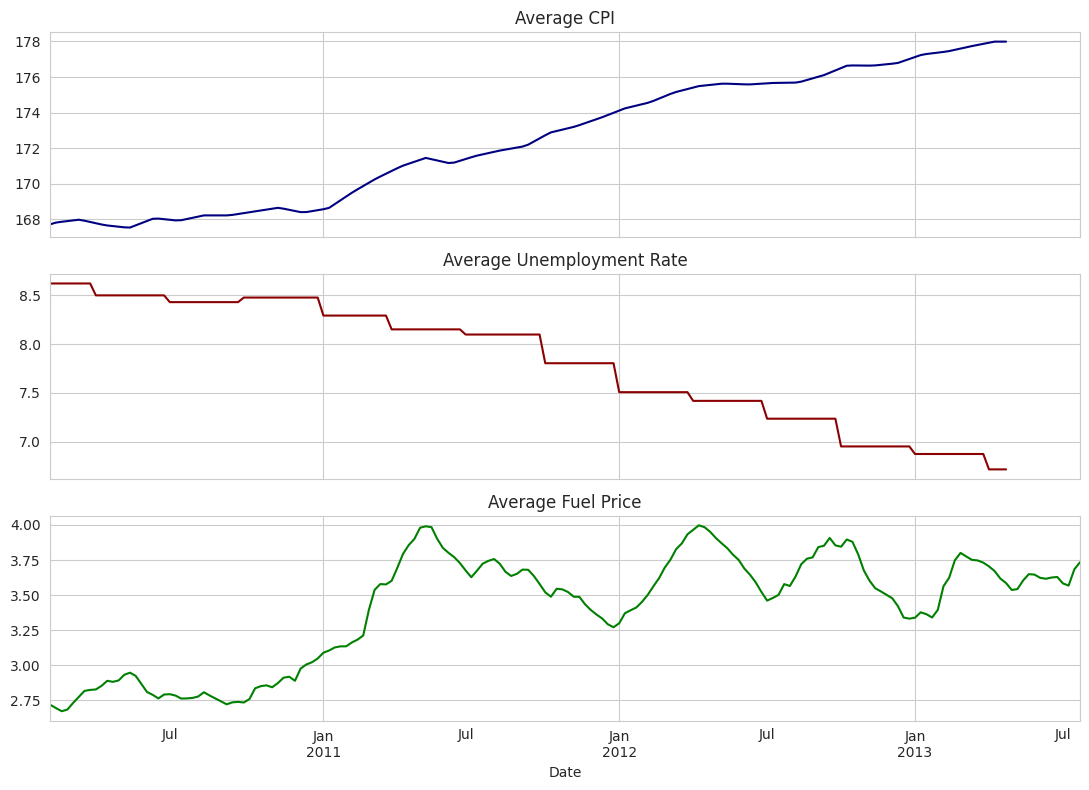 Average CPI
178
176
174
172
170
168
Average Unemployment Rate
8.5
8.0
7.5
7.0
Average Fuel Price
4.00
3.75
3.50
3.25
3.00
2.75
Jul Jan Jul Jan Jul Jan Jul
2011 2012 2013
Date